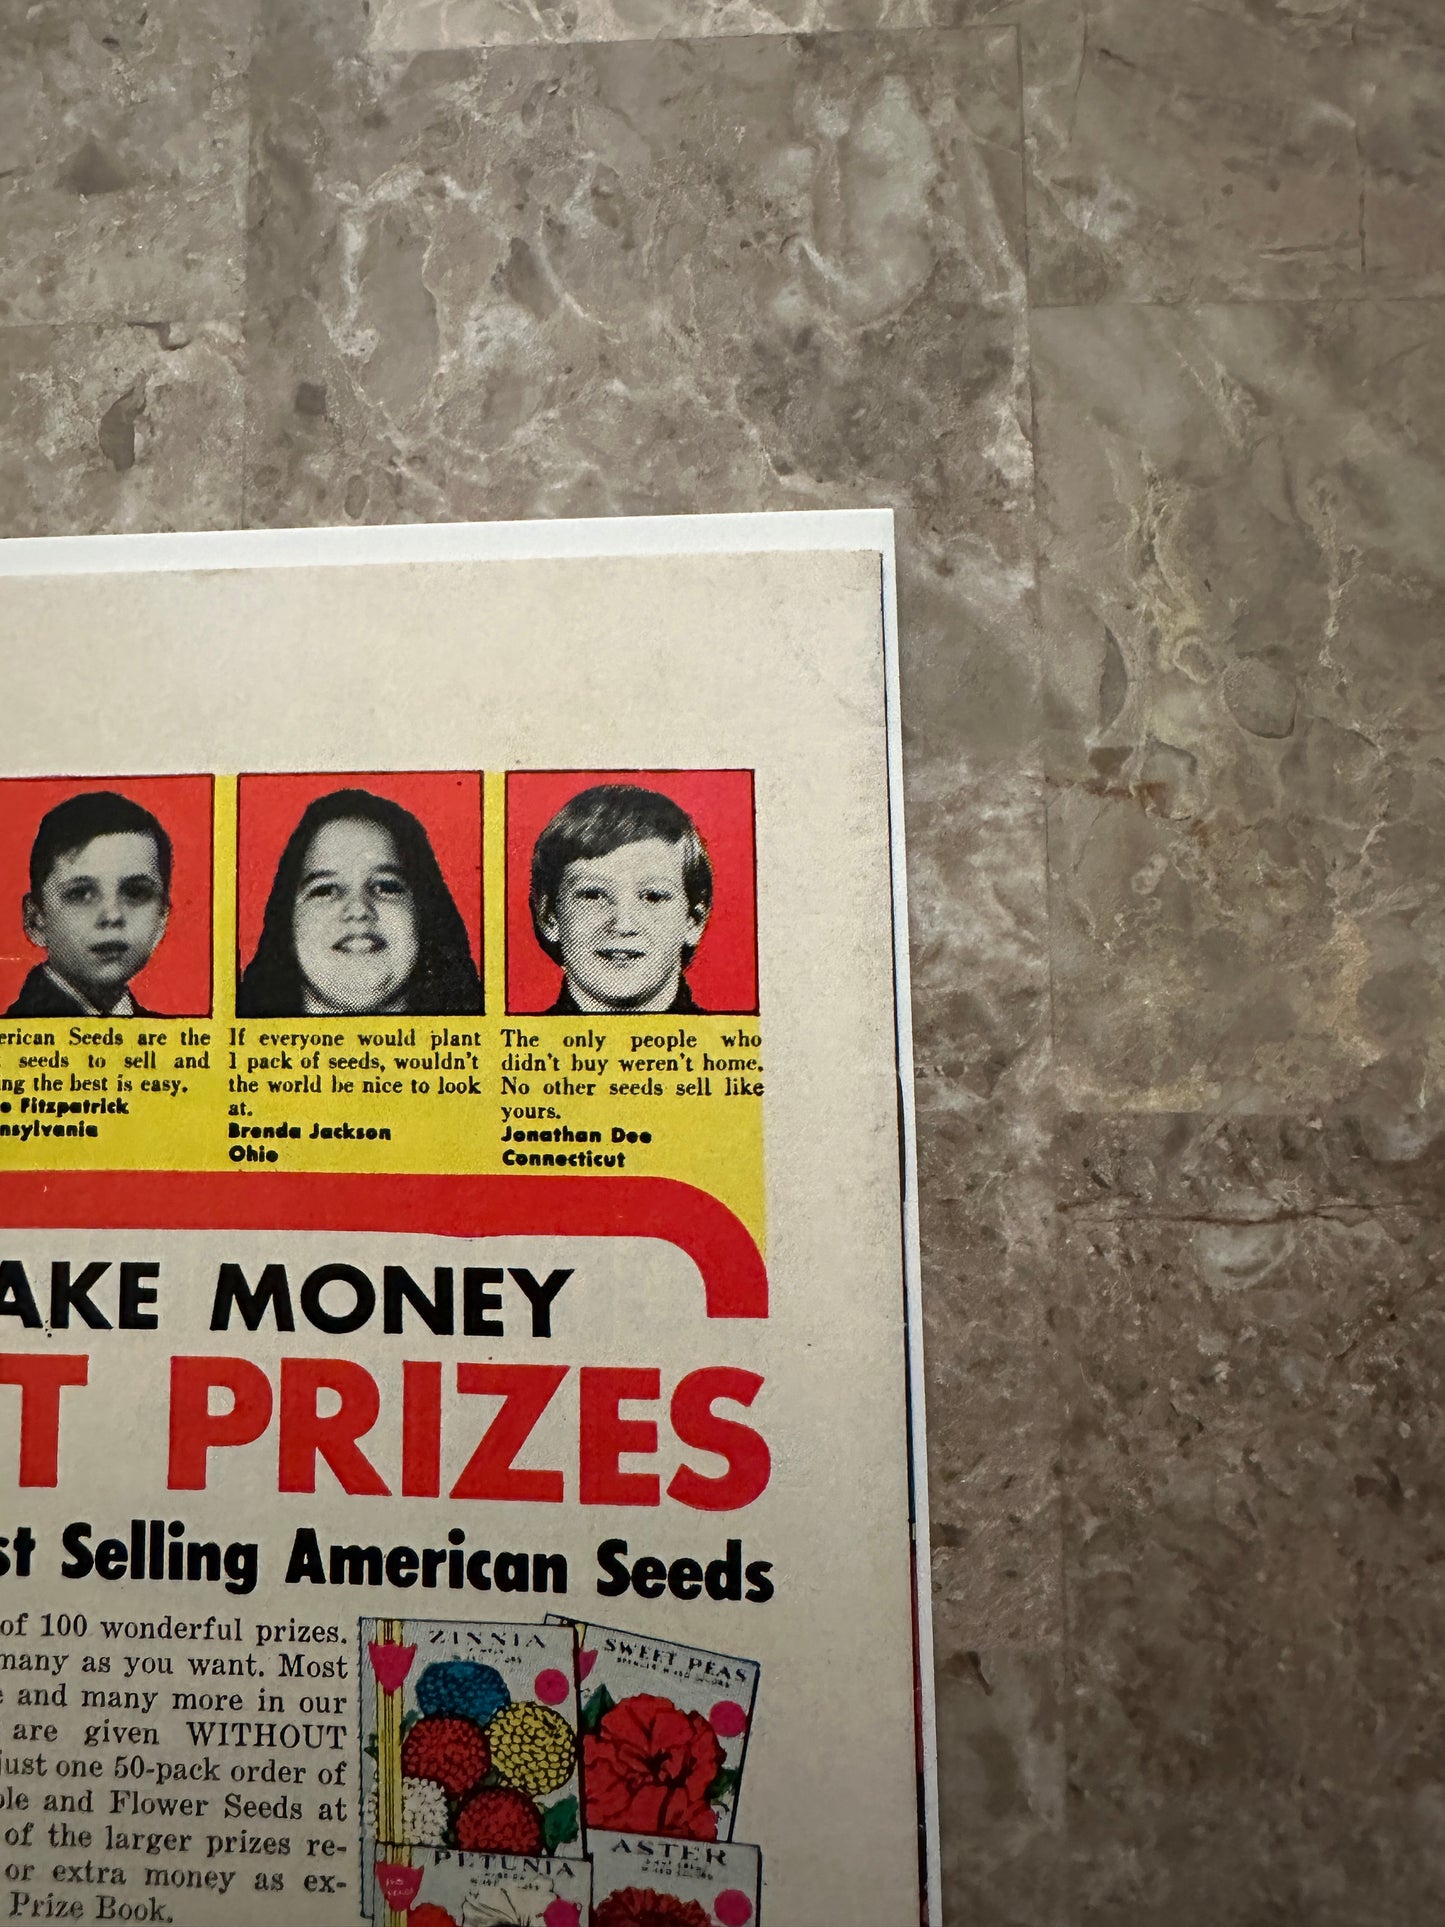 erican Seeds are the
seeds to sell and
ing the best is easy.
o Fitzpatrick
nsylvania
If everyone would plant
1 pack of seeds, wouldn't
the world be nice to look
at.
Brenda Jackson
Ohio
The only people who
didn't buy weren't home.
No other seeds sell like
yours.
Jonathan Dee
Connecticut
AKE MONEY
T PRIZES
st Selling American Seeds
of 100 wonderful prizes.
many as you want. Most
e and many more in our
are given WITHOUT
just one 50-pack order of
ble and Flower Seeds at
of the larger prizes re-
or extra money as ex-
Prize Book.
ZINNIA
SWEET PEAS
PETUNIA
ASTER